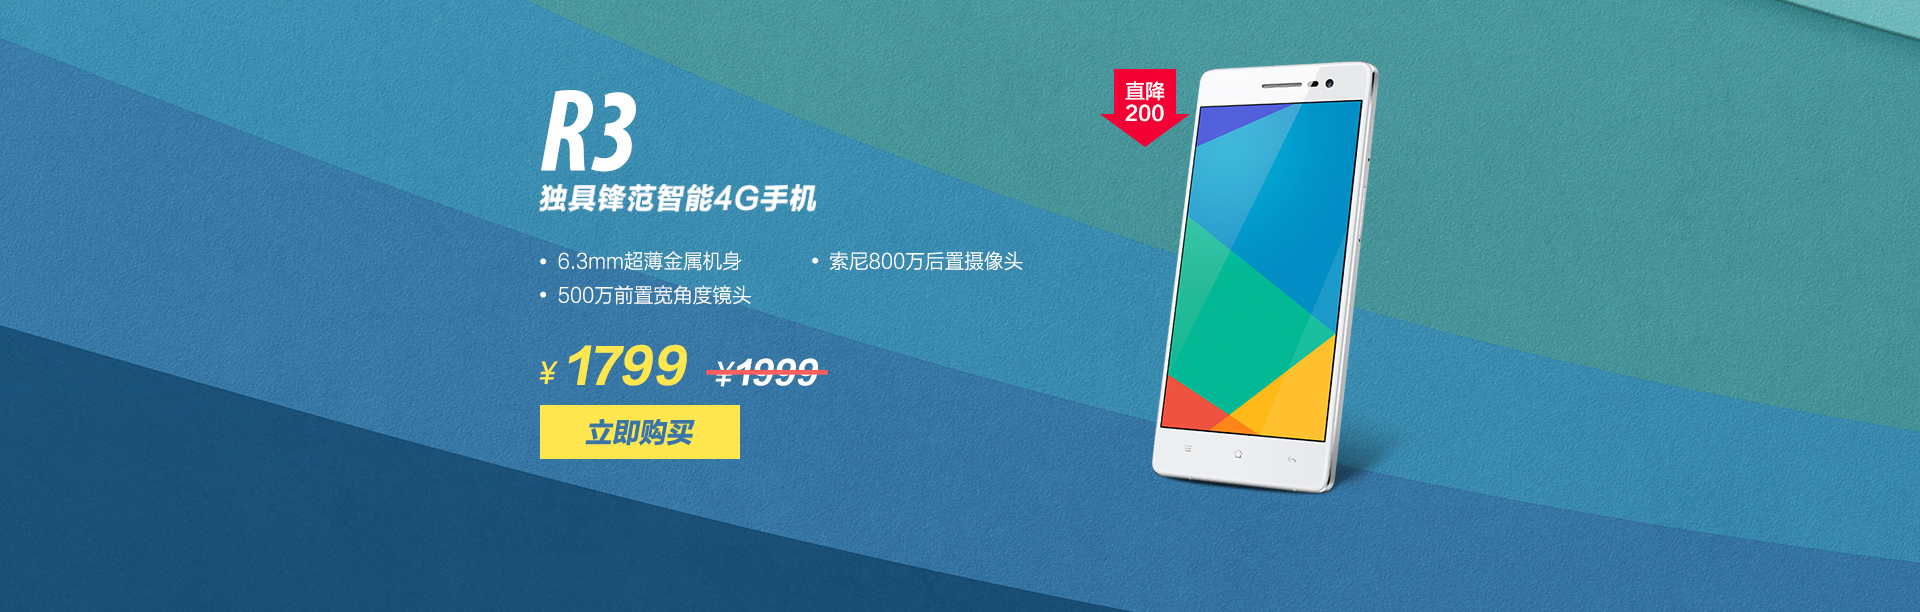 R3
独具锋范智能4G手机
• 6.3mm超薄金属机身
• 索尼800万后置摄像头
• 500万前置宽角度镜头
¥ 1799 ¥1999
立即购买
直降
200